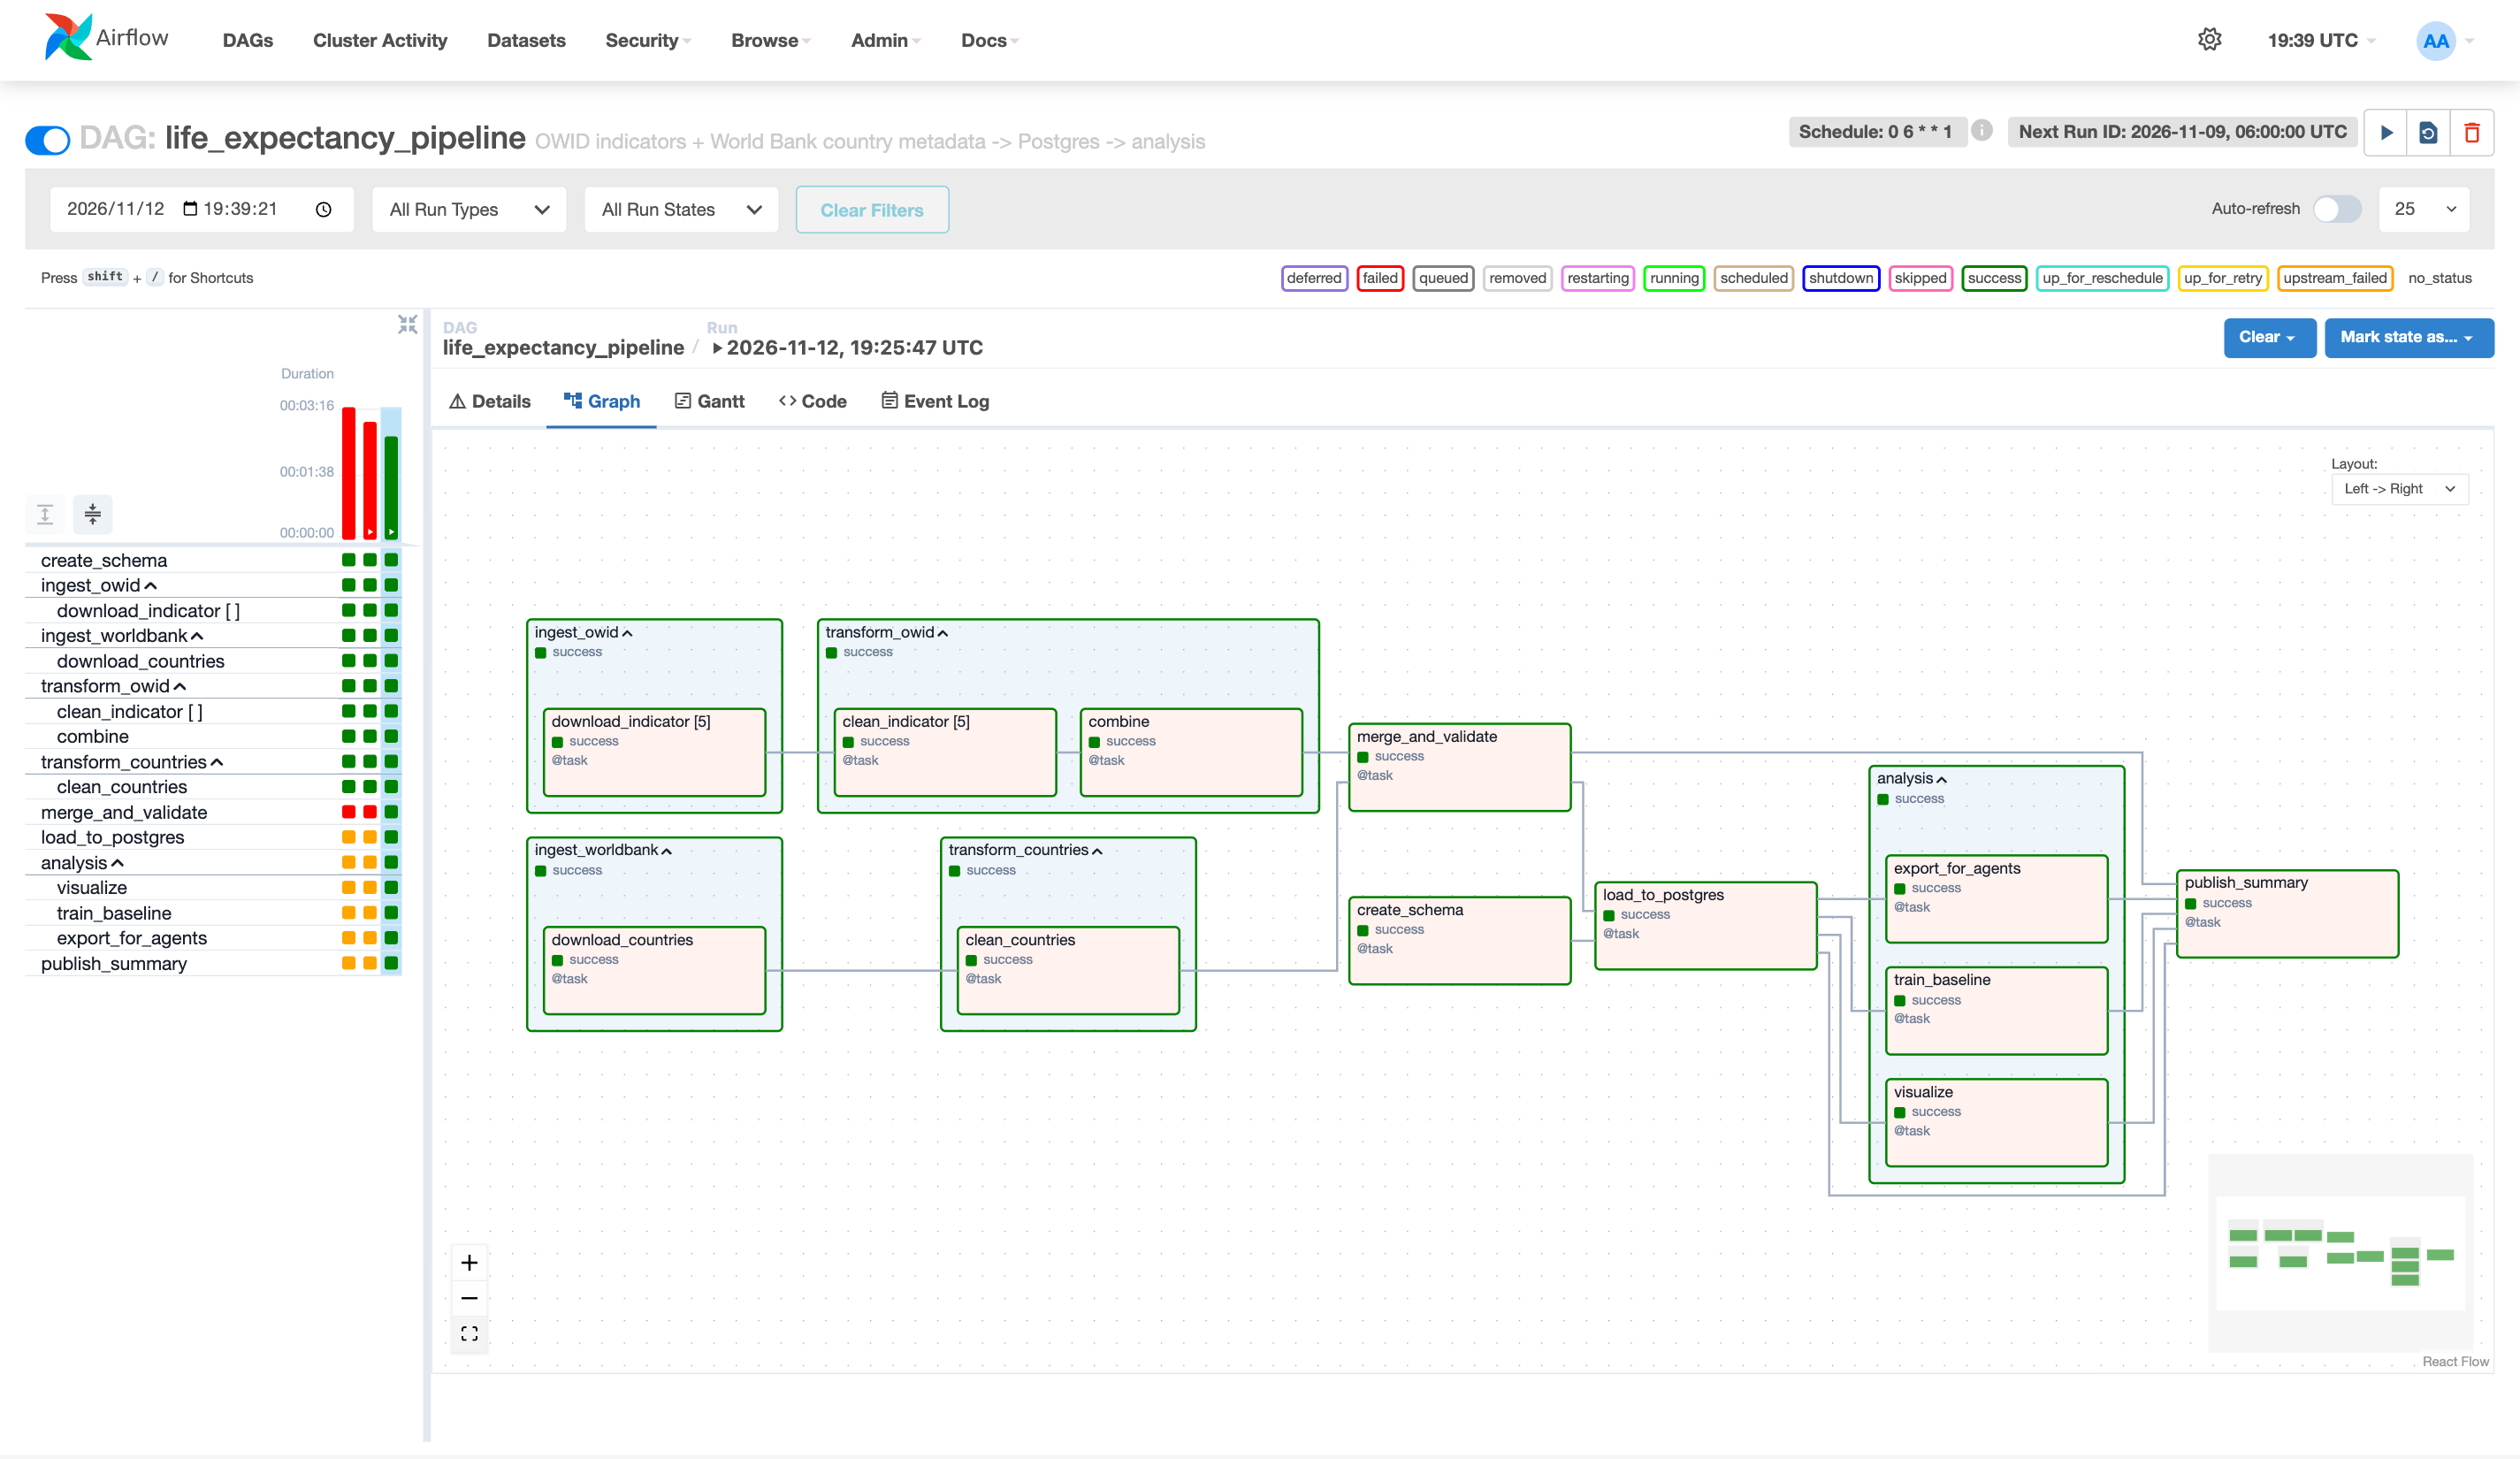 Airflow DAGs Cluster Activity Datasets Security Browse Admin Docs 19:39 UTC AA
DAG: life_expectancy_pipeline OWID indicators + World Bank country metadata -> Postgres -> analysis
Schedule: 0 6 * * 1 i Next Run ID: 2026-11-09, 06:00:00 UTC
2026/11/12 19:39:21 All Run Types All Run States Clear Filters Auto-refresh 25
Press shift + / for Shortcuts
deferred failed queued removed restarting running scheduled shutdown skipped success up_for_reschedule up_for_retry upstream_failed no_status
Duration
00:03:16
00:01:38
00:00:00
create_schema
ingest_owid
download_indicator [ ]
ingest_worldbank
download_countries
transform_owid
clean_indicator [ ]
combine
transform_countries
clean_countries
merge_and_validate
load_to_postgres
analysis
visualize
train_baseline
export_for_agents
publish_summary
DAG Run
life_expectancy_pipeline / 2026-11-12, 19:25:47 UTC
Clear Mark state as...
Details Graph Gantt Code Event Log
Layout:
Left -> Right
ingest_owid
success
download_indicator [5]
success
@task
transform_owid
success
clean_indicator [5]
success
@task
combine
success
@task
ingest_worldbank
success
download_countries
success
@task
transform_countries
success
clean_countries
success
@task
merge_and_validate
success
@task
create_schema
success
@task
load_to_postgres
success
@task
analysis
success
export_for_agents
success
@task
train_baseline
success
@task
visualize
success
@task
publish_summary
success
@task
React Flow